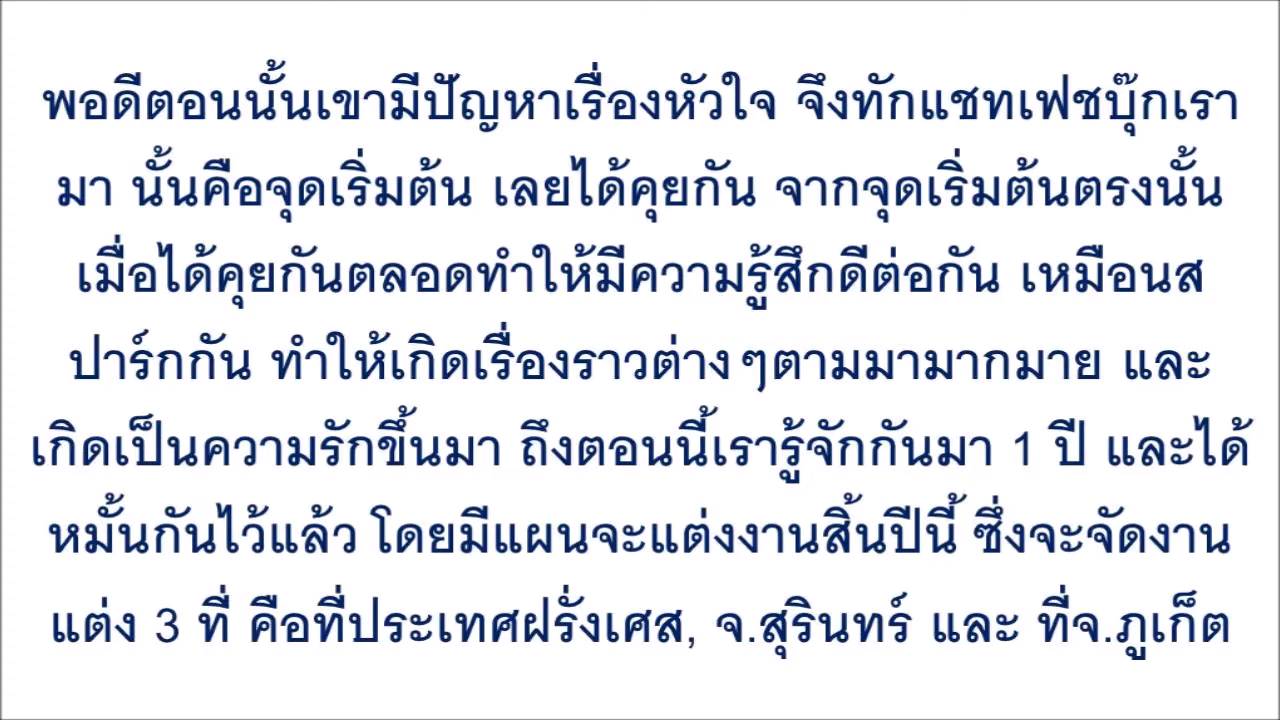 พอดีตอนนั้นเขามีปัญหาเรื่องหัวใจ จึงทักแชทเฟชบุ๊กเรา
มา นั้นคือจุดเริ่มต้น เลยได้คุยกัน จากจุดเริ่มต้นตรงนั้น
เมื่อได้คุยกันตลอดทำให้มีความรู้สึกดีต่อกัน เหมือนส
ปาร์กกัน ทำให้เกิดเรื่องราวต่างๆตามมามากมาย และ
เกิดเป็นความรักขึ้นมา ถึงตอนนี้เรารู้จักกันมา 1 ปี และได้
หมั้นกันไว้แล้ว โดยมีแผนจะแต่งงานสิ้นปีนี้ ซึ่งจะจัดงาน
แต่ง 3 ที่ คือที่ประเทศฝรั่งเศส, จ.สุรินทร์ และ ที่จ.ภูเก็ต